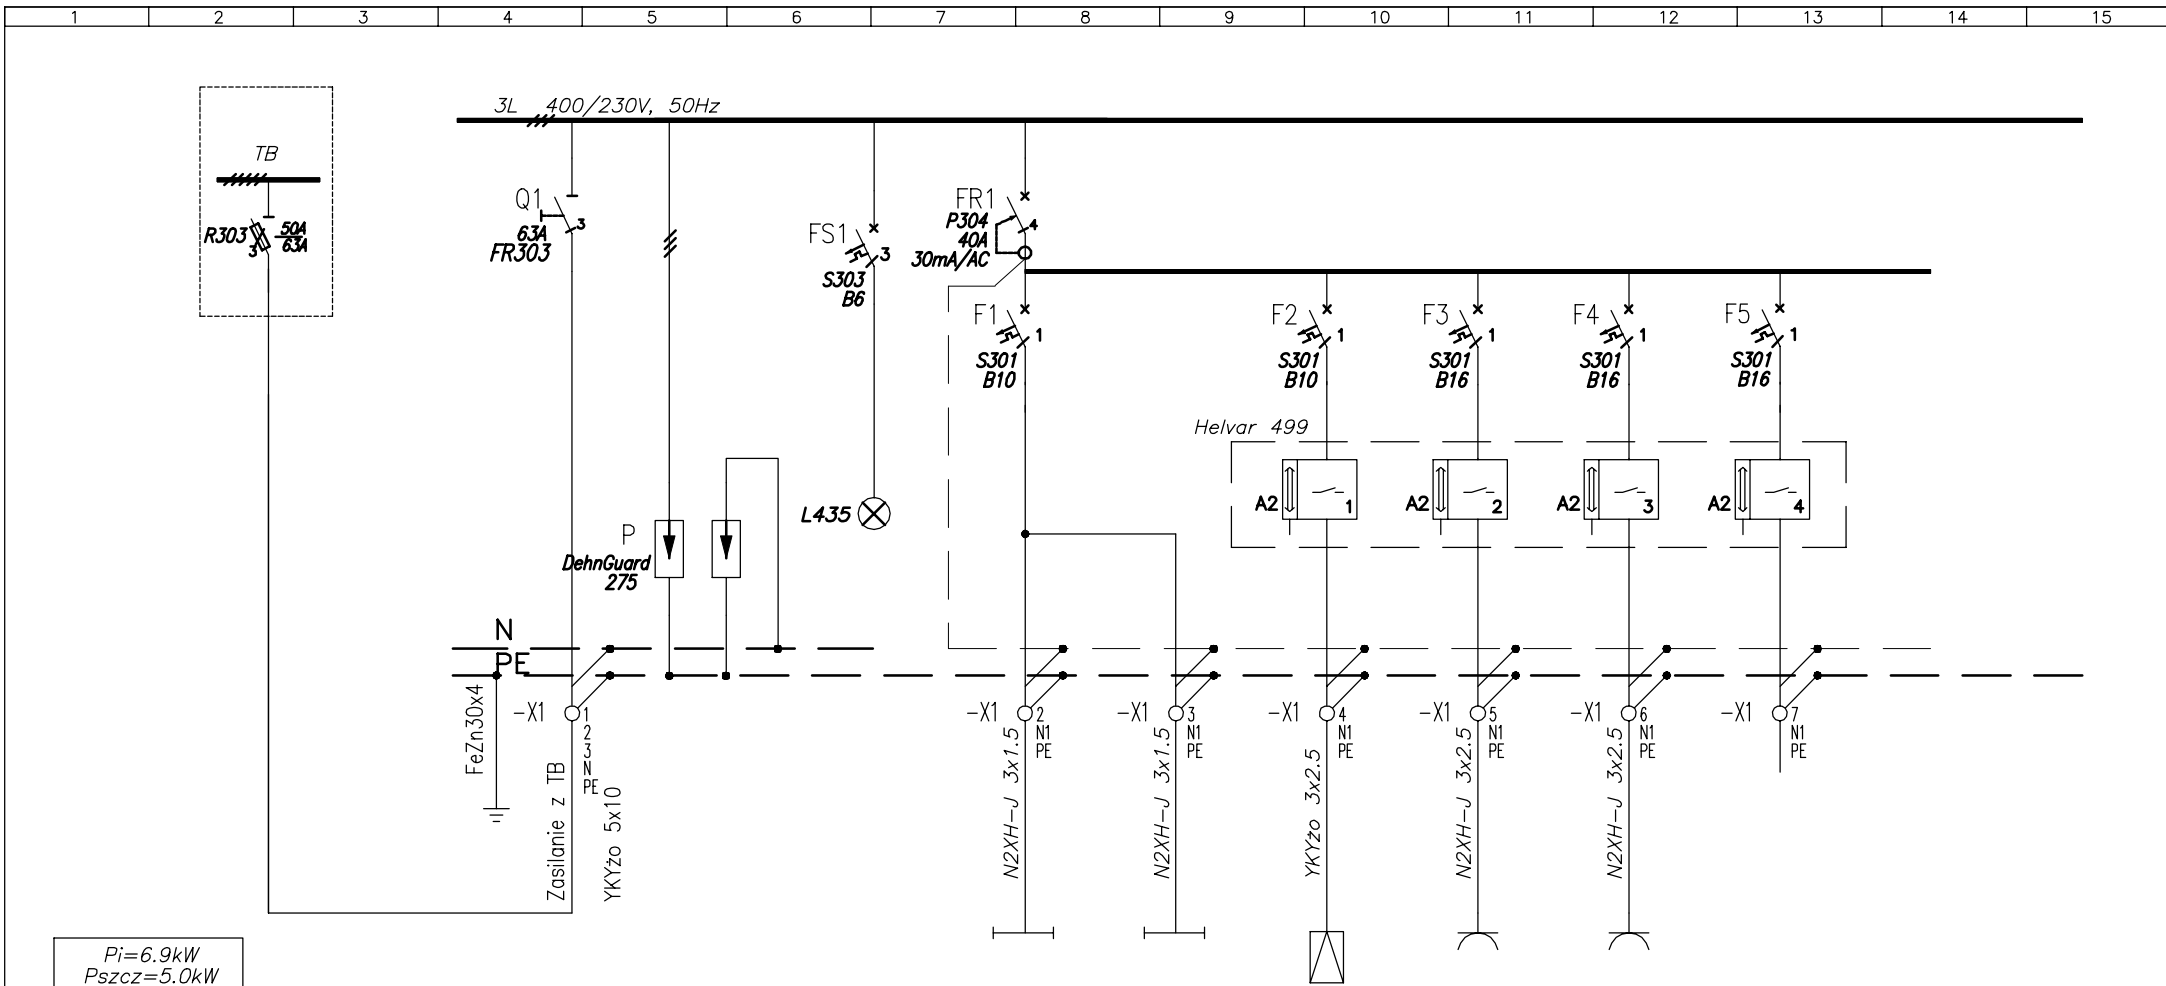 1 2 3 4 5 6 7 8 9 10 11 12 13 14 15
3L 400/230V, 50Hz
TB
R303
3
50A
63A
Q1
3
63A
FR303
FS1
3
S303
B6
FR1
P304
4
40A
30mA/AC
F1
1
S301
B10
F2
1
S301
B10
F3
1
S301
B16
F4
1
S301
B16
F5
1
S301
B16
Helvar 499
A2 1
A2 2
A2 3
A2 4
L435
P
DehnGuard
275
N
PE
FeZn30x4
-X1 1
2
3
N
PE
Zasilanie z TB
YKYżo 5x10
-X1 2
N1
PE
N2XH-J 3x1.5
-X1 3
N1
PE
N2XH-J 3x1.5
-X1 4
N1
PE
YKYżo 3x2.5
-X1 5
N1
PE
N2XH-J 3x2.5
-X1 6
N1
PE
N2XH-J 3x2.5
-X1 7
N1
PE
Pi=6.9kW
Pszcz=5.0kW